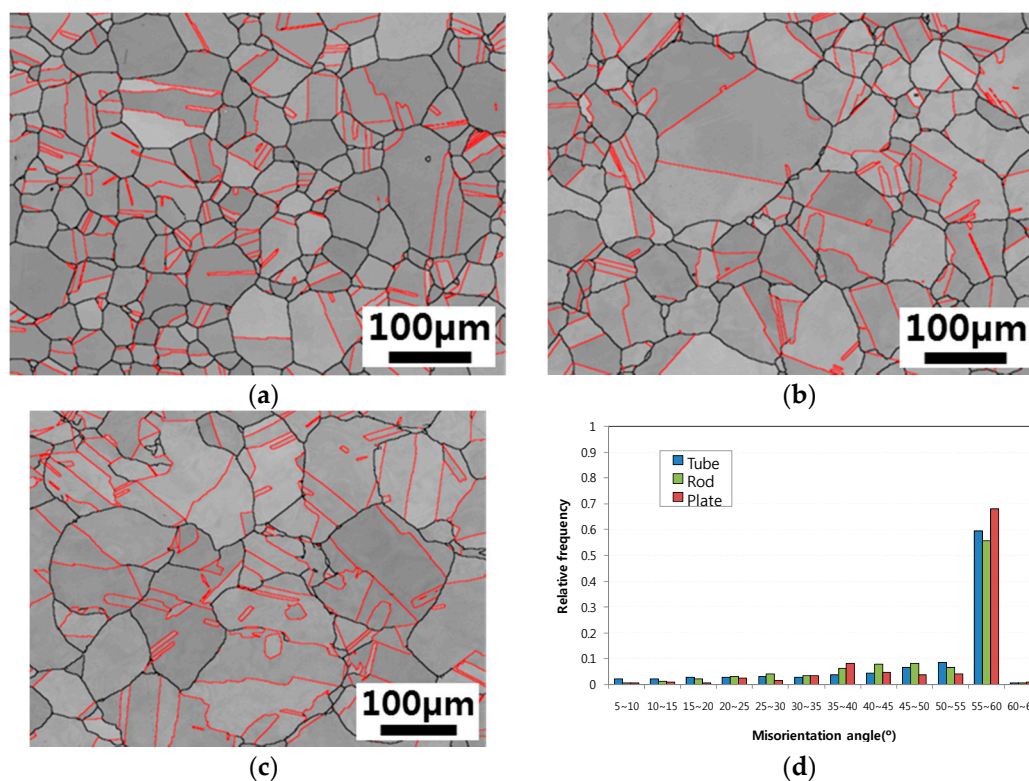 100μm
100μm
(a)
(b)
100μm
(c)
1
0.9
0.8
0.7
0.6
0.5
0.4
0.3
0.2
0.1
0
Relative frequency
Tube
Rod
Plate
5~10 10~15 15~20 20~25 25~30 30~35 35~40 40~45 45~50 50~55 55~60
Misorientation angle(º)
(d)